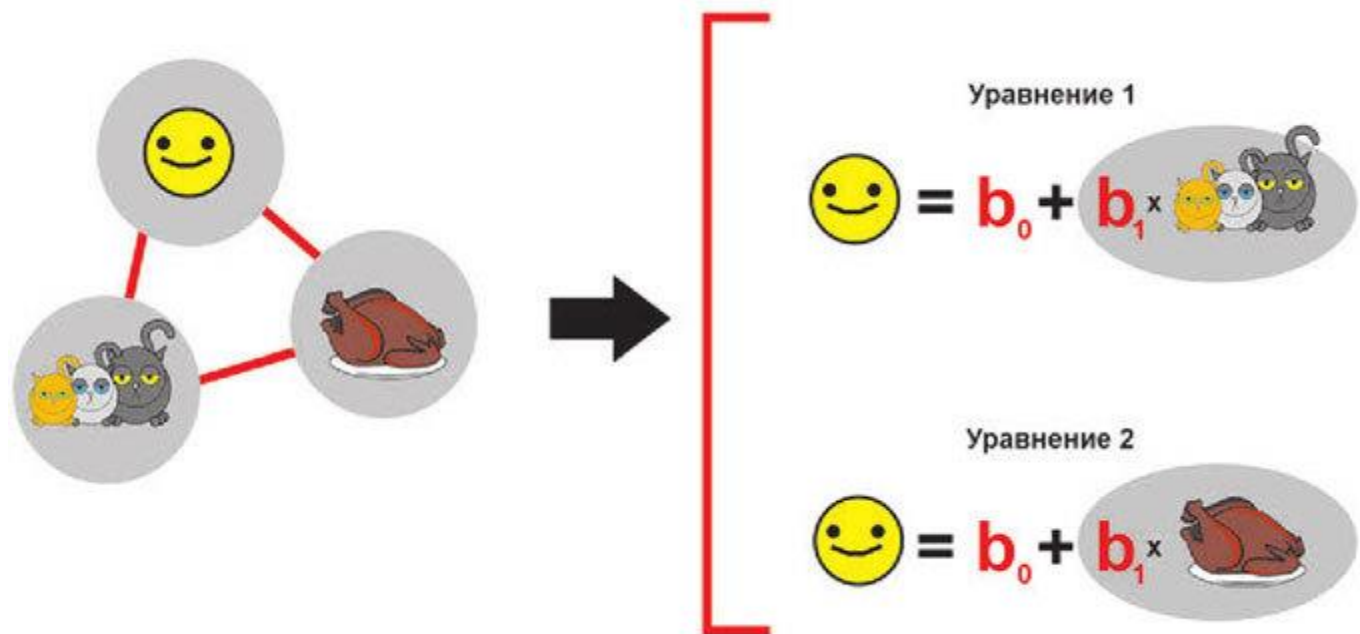 Уравнение 1
= b₀ + b₁ x
Уравнение 2
= b₀ + b₁ x